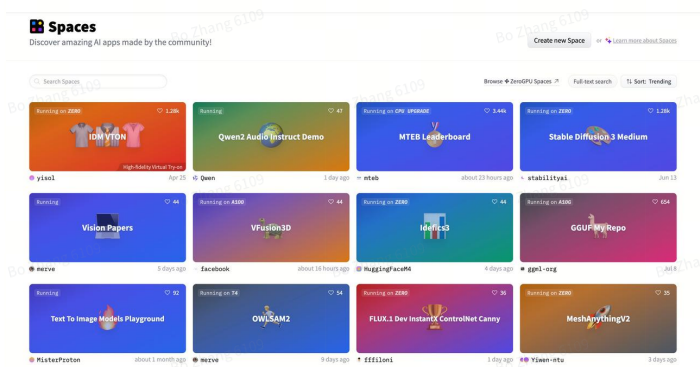 Spaces
Discover amazing AI apps made by the community!
Create new Space
or
Learn more about Spaces
Search Spaces
Browse ZeroGPU Spaces
Full-text search
Sort: Trending
Running on ZERO
1.28k
IDM VTON
High-fidelity Virtual Try-on
yisol
Apr 25
Running
47
Qwen2 Audio Instruct Demo
Qwen
1 day ago
Running on CPU UPGRADE
3.44k
MTEB Leaderboard
mteb
about 23 hours ago
Running on ZERO
1.28k
Stable Diffusion 3 Medium
stabilityai
Jun 13
Running
44
Vision Papers
merve
5 days ago
Running on A100
44
VFusion3D
facebook
about 16 hours ago
Running on ZERO
44
Idefics3
HuggingFaceM4
4 days ago
Running on A10G
654
GGUF My Repo
ggml-org
Jul 8
Running
92
Text To Image Models Playground
MisterProton
about 1 month ago
Running on T4
54
OWLSAM2
merve
9 days ago
Running on ZERO
36
FLUX.1 Dev InstantX ControlNet Canny
fffiloni
1 day ago
Running on ZERO
35
MeshAnythingV2
Yiwen-ntu
3 days ago
Bo Zhang 6109